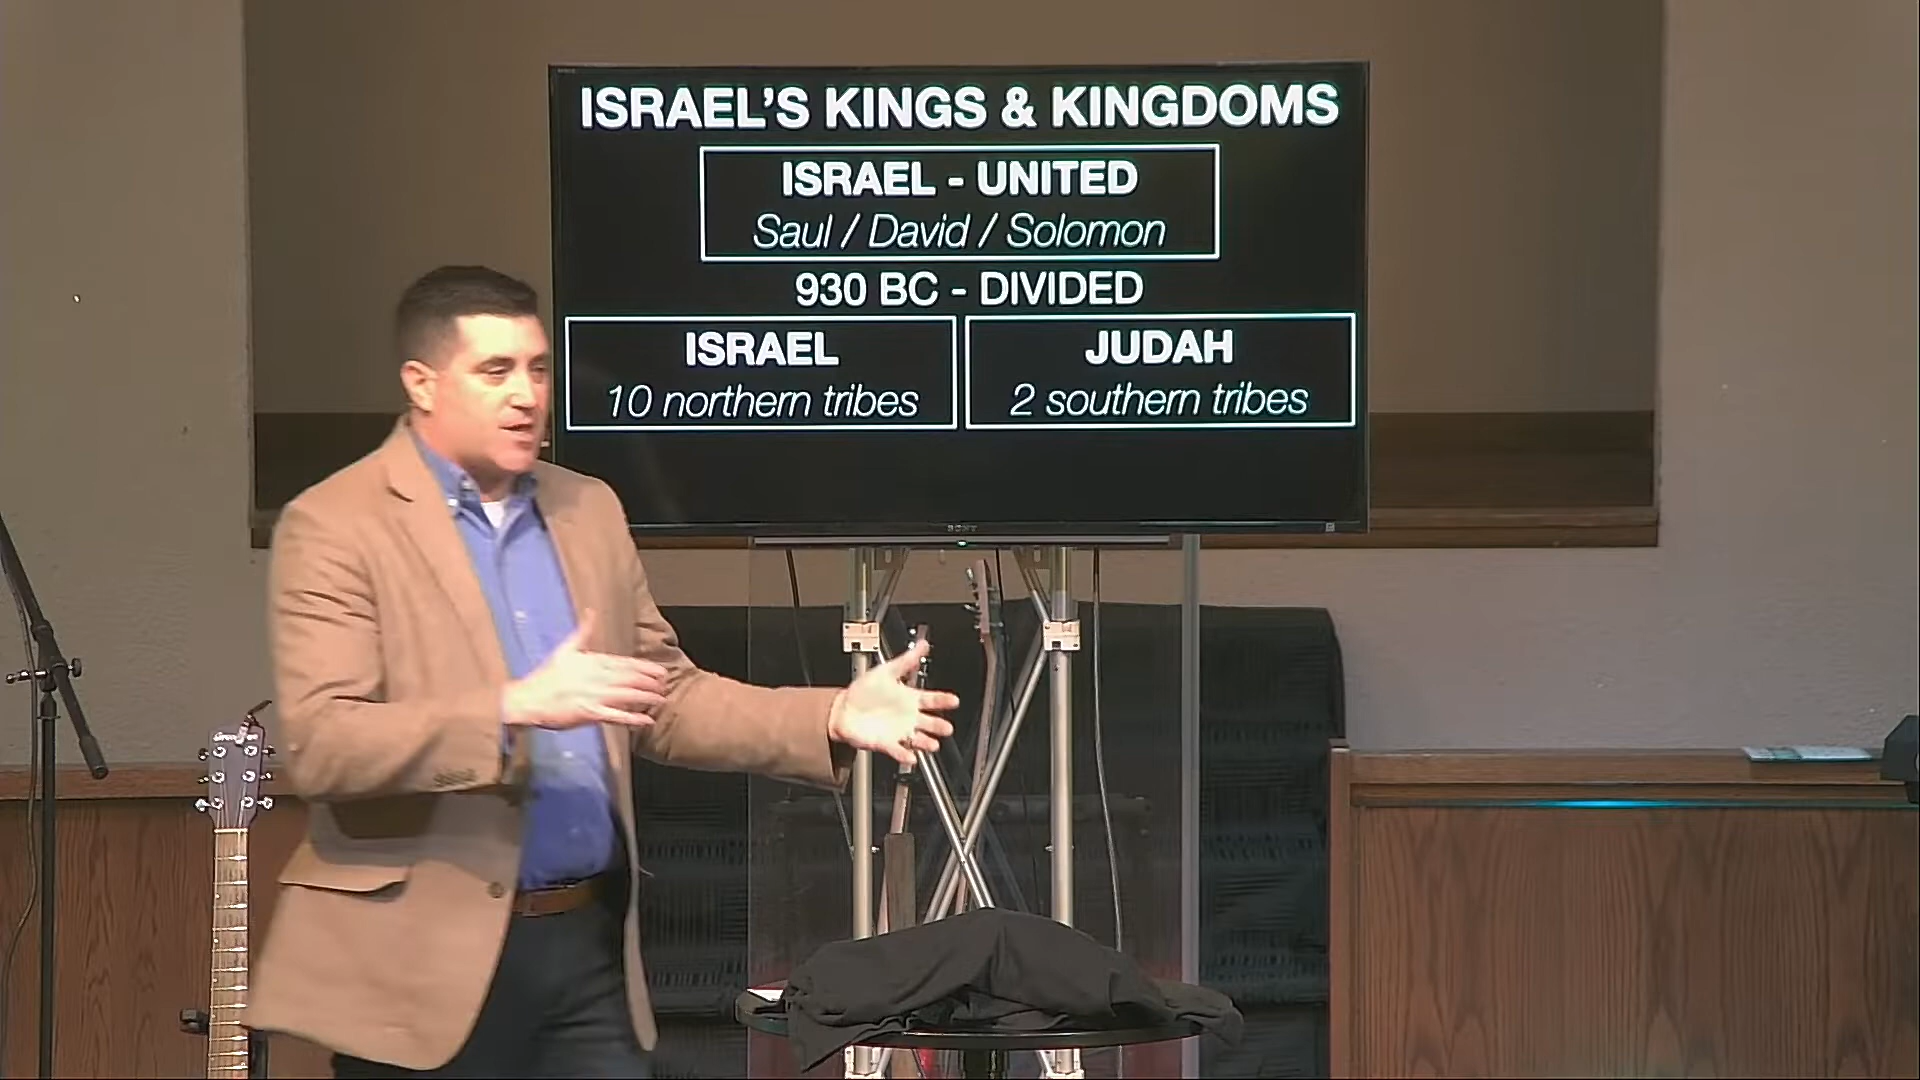 ISRAEL'S KINGS & KINGDOMS
ISRAEL - UNITED
Saul / David / Solomon
930 BC - DIVIDED
ISRAEL
10 northern tribes
JUDAH
2 southern tribes
SONY